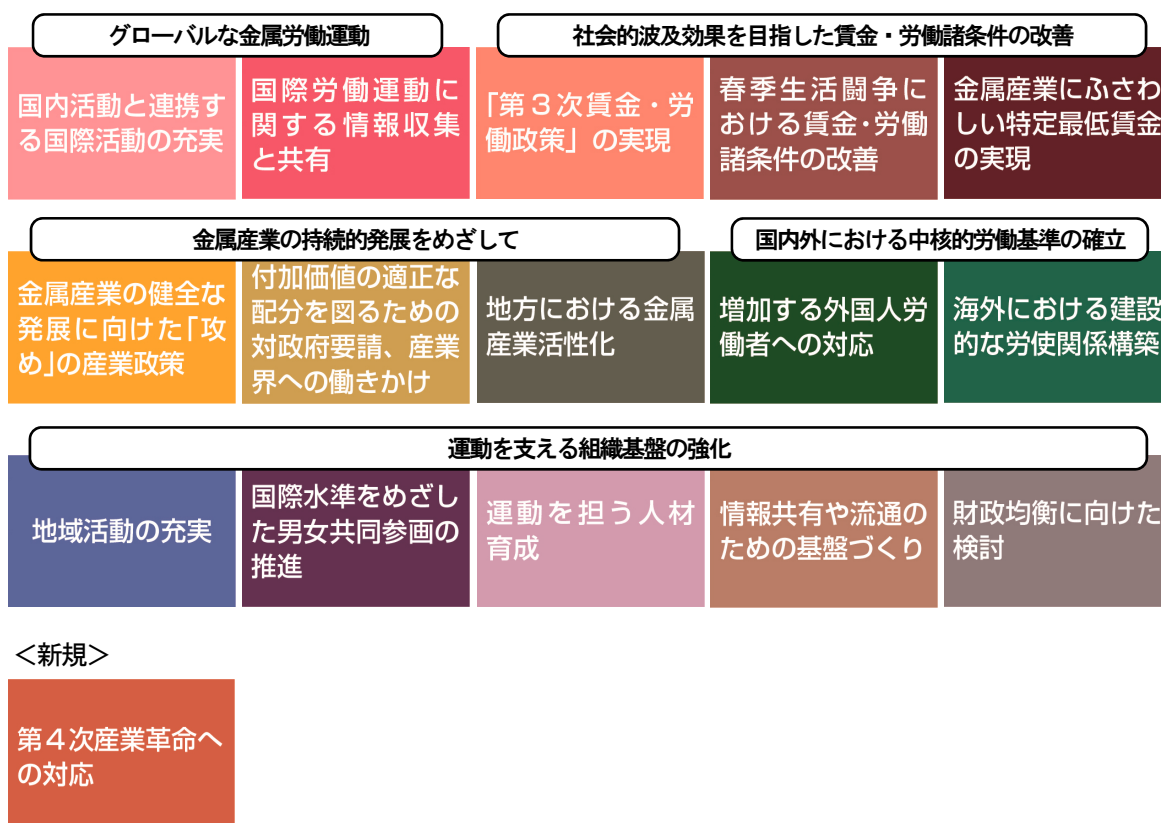 グローバルな金属労働運動
国内活動と連携す
る国際活動の充実
国際労働運動に
関する情報収集
と共有
社会的波及効果を目指した賃金・労働諸条件の改善
「第３次賃金・労
働政策」の実現
春季生活闘争に
おける賃金・労働
諸条件の改善
金属産業にふさわ
しい特定最低賃金
の実現
金属産業の持続的発展をめざして
金属産業の健全な
発展に向けた「攻
め」の産業政策
付加価値の適正な
配分を図るための
対政府要請、産業
界への働きかけ
地方における金属
産業活性化
国内外における中核的労働基準の確立
増加する外国人労
働者への対応
海外における建設
的な労使関係構築
運動を支える組織基盤の強化
地域活動の充実
国際水準をめざし
た男女共同参画の
推進
運動を担う人材
育成
情報共有や流通の
ための基盤づくり
財政均衡に向けた
検討
＜新規＞
第４次産業革命へ
の対応